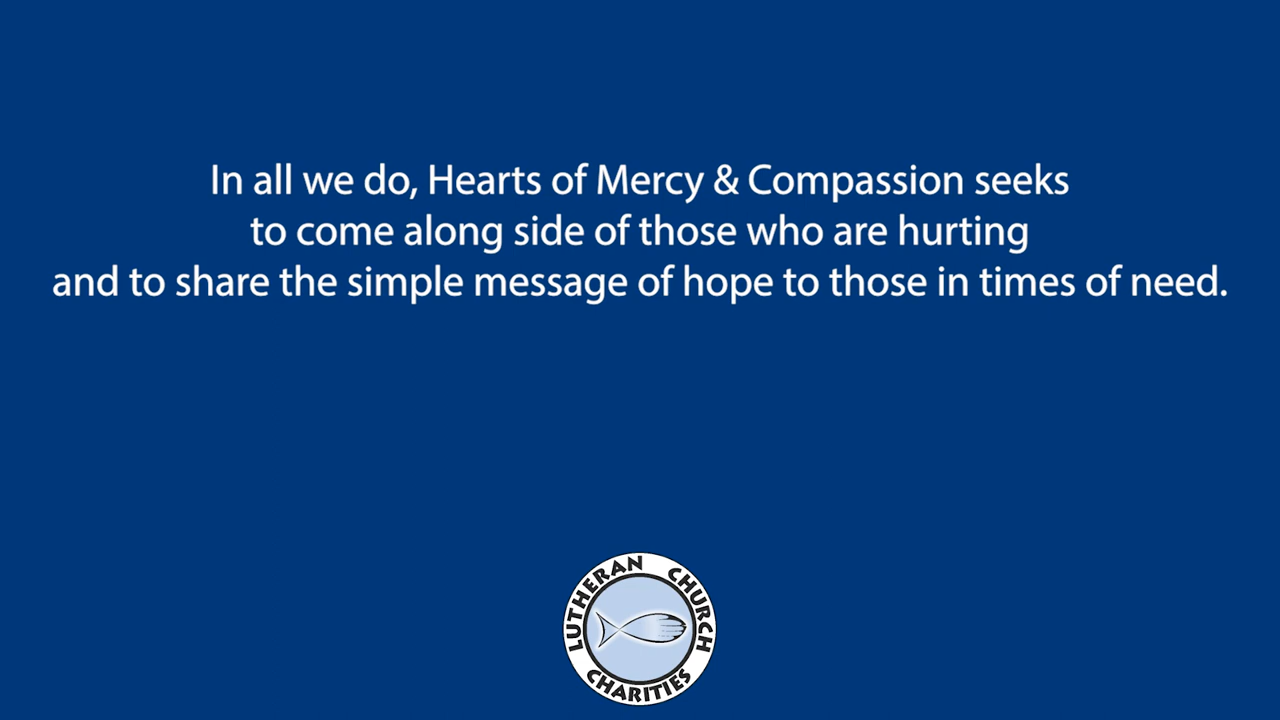 In all we do, Hearts of Mercy & Compassion seeks
to come along side of those who are hurting
and to share the simple message of hope to those in times of need.
LUTHERAN CHURCH
CHARITIES